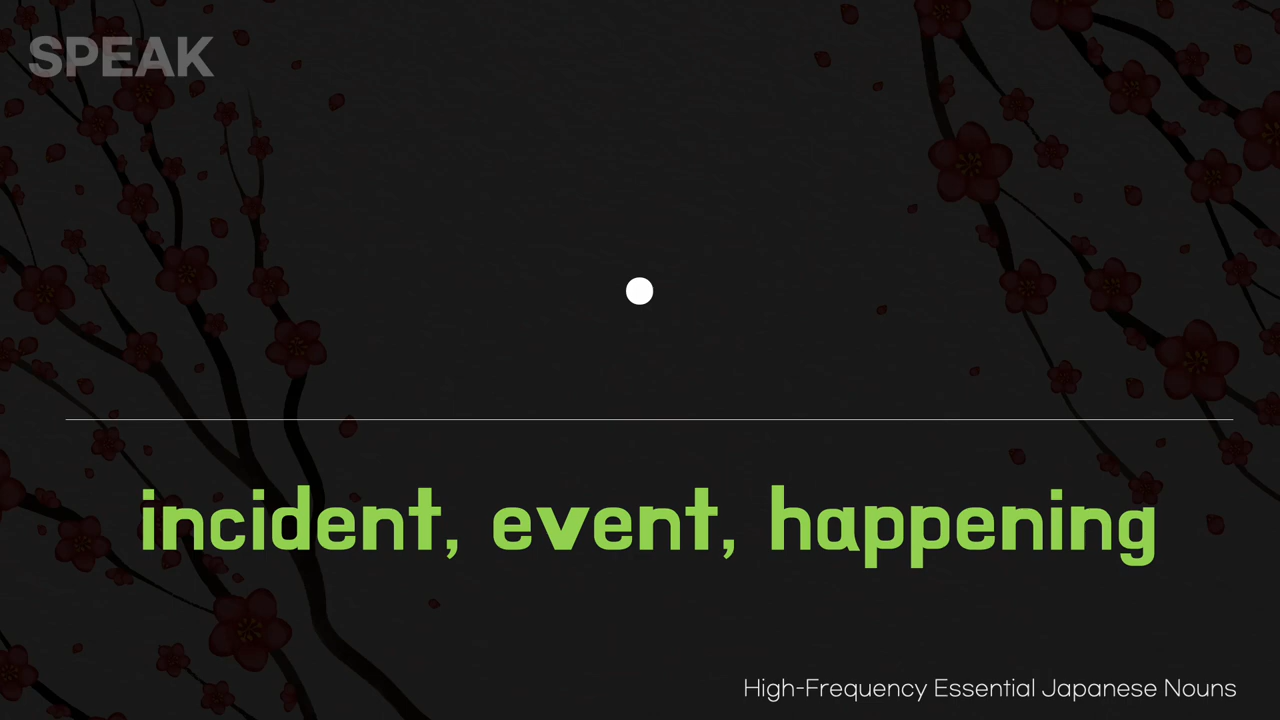 SPEAK
incident, event, happening
High-Frequency Essential Japanese Nouns